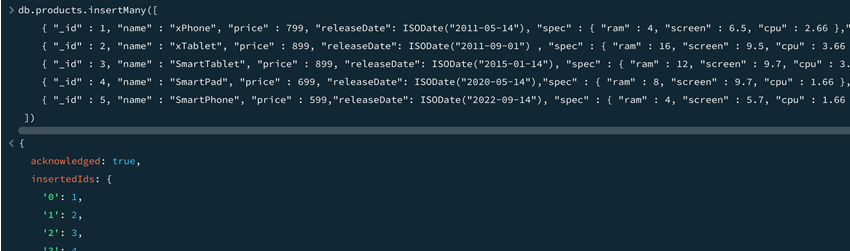 > db.products.insertMany([
{ "_id" : 1, "name" : "xPhone", "price" : 799, "releaseDate": ISODate("2011-05-14"), "spec" : { "ram" : 4, "screen" : 6.5, "cpu" : 2.66 },"
{ "_id" : 2, "name" : "xTablet", "price" : 899, "releaseDate": ISODate("2011-09-01") , "spec" : { "ram" : 16, "screen" : 9.5, "cpu" : 3.66
{ "_id" : 3, "name" : "SmartTablet", "price" : 899, "releaseDate": ISODate("2015-01-14"), "spec" : { "ram" : 12, "screen" : 9.7, "cpu" : 3.
{ "_id" : 4, "name" : "SmartPad", "price" : 699, "releaseDate": ISODate("2020-05-14"),"spec" : { "ram" : 8, "screen" : 9.7, "cpu" : 1.66 },
{ "_id" : 5, "name" : "SmartPhone", "price" : 599,"releaseDate": ISODate("2022-09-14"), "spec" : { "ram" : 4, "screen" : 5.7, "cpu" : 1.66
])
< {
acknowledged: true,
insertedIds: {
'0': 1,
'1': 2,
'2': 3,
'3': 4